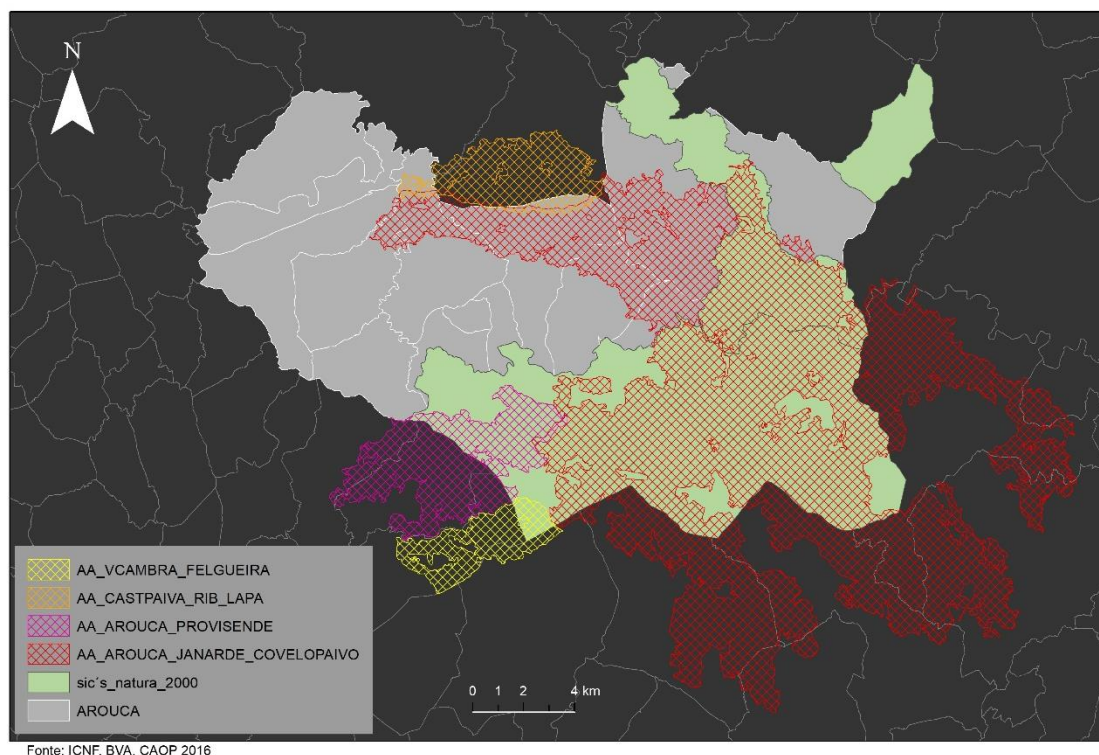 N
AA_VCAMBRA_FELGUEIRA
AA_CASTPAIVA_RIB_LAPA
AA_AROUCA_PROVISENDE
AA_AROUCA_JANARDE_COVELOPAIVO
sic´s_natura_2000
AROUCA
0 1 2 4 km
Fonte: ICNF, BVA, CAOP 2016